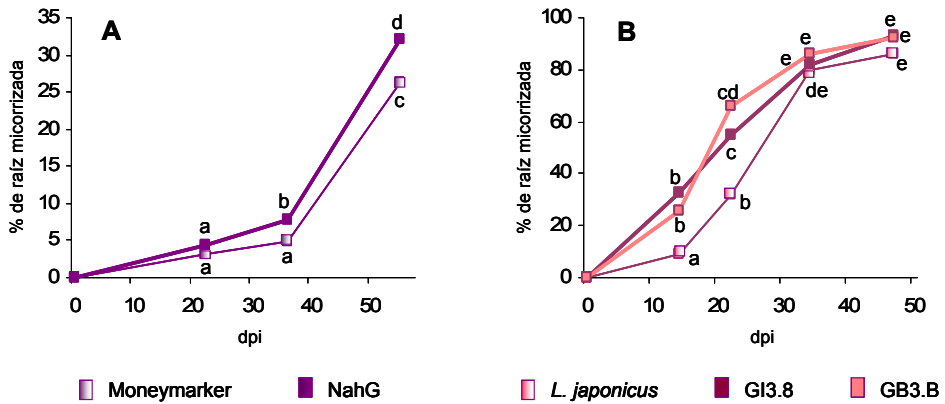 A
% de raíz micorrizada
35
30
25
20
15
10
5
0
a
a
b
a
d
c
0 10 20 30 40 50
dpi
Moneymarker NahG
B
% de raíz micorrizada
100
80
60
40
20
0
b
b
a
cd
c
b
e
de
e
e
e
0 10 20 30 40 50
dpi
L. japonicus GI3.8 GB3.B